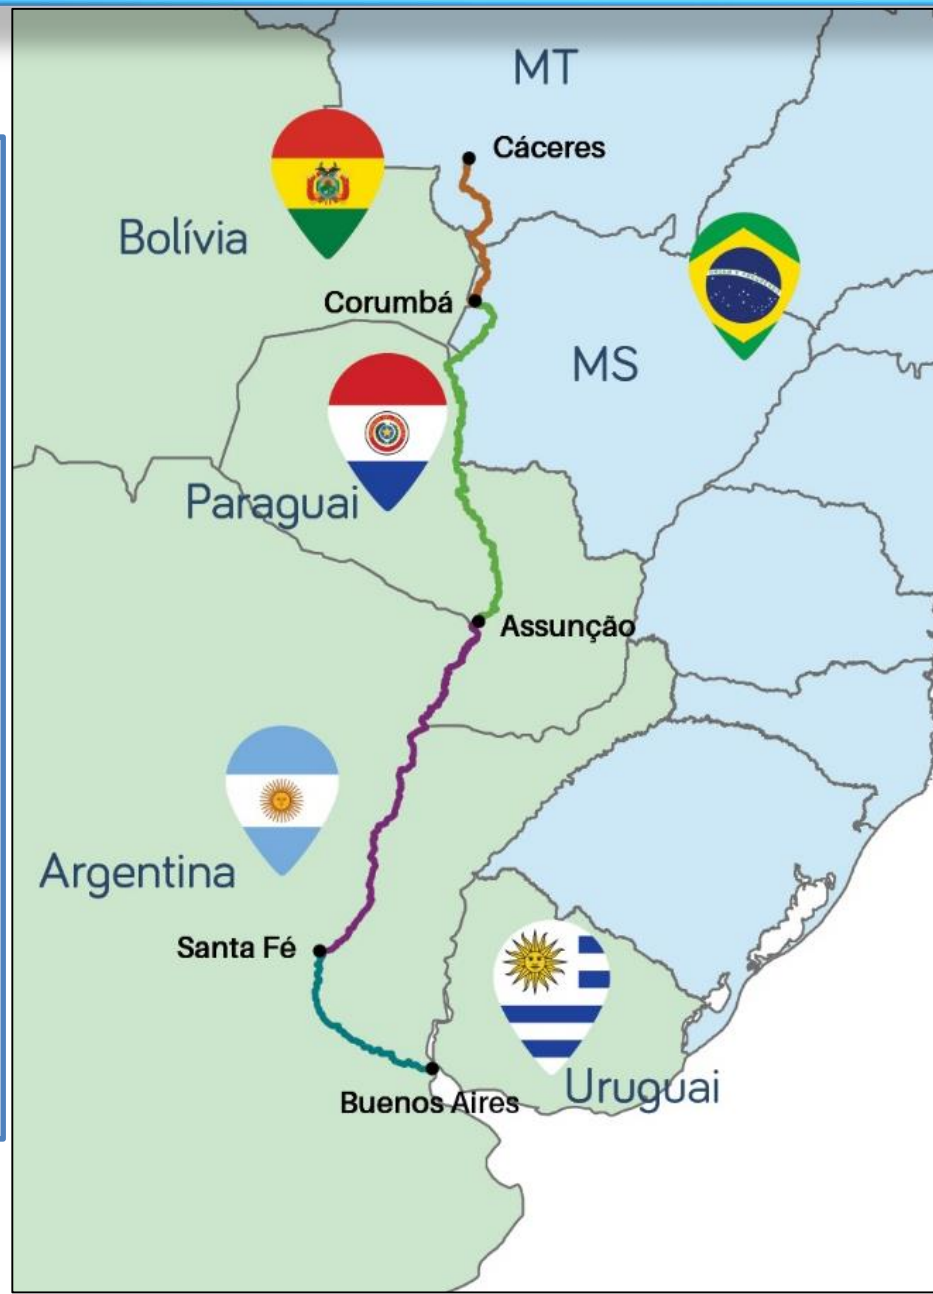 MT
Cáceres
Bolívia
Corumbá
MS
Paraguai
Assunção
Argentina
Santa Fé
Uruguai
Buenos Aires